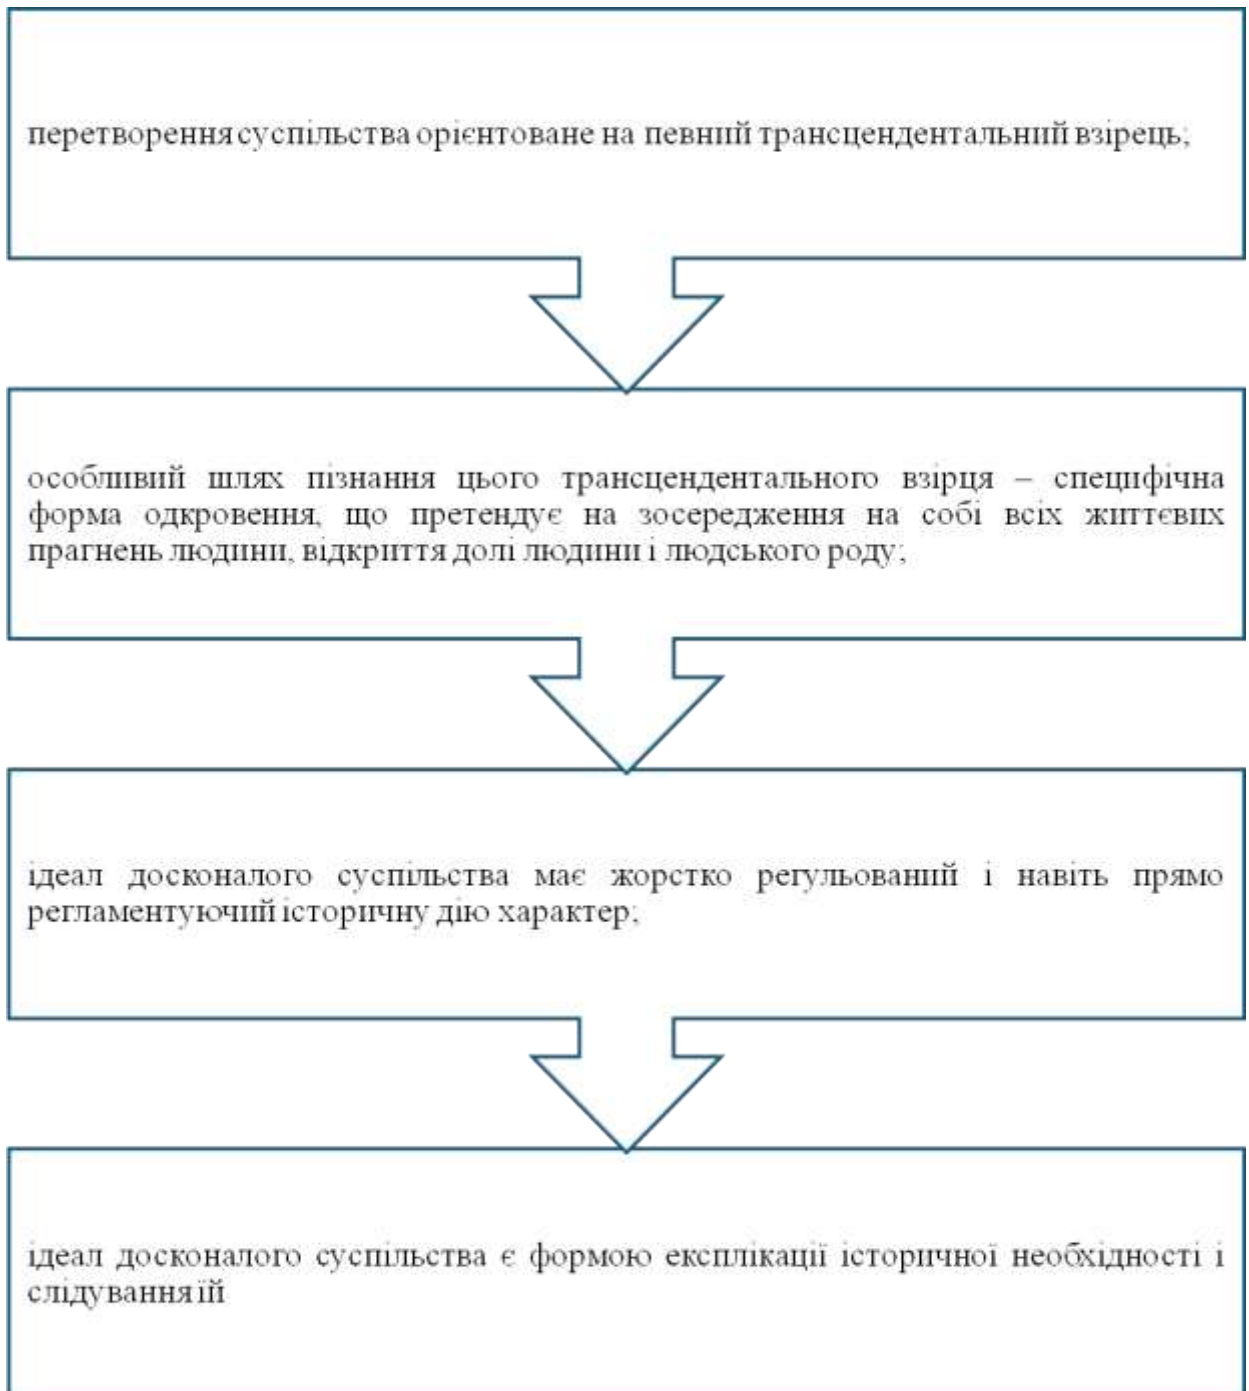 перетворення суспільства орієнтоване на певний трансцендентальний взірець;
особливий шлях пізнання цього трансцендентального взірця – специфічна
форма одкровення, що претендує на зосередження на собі всіх життєвих
прагнень людини, відкриття долі людини і людського роду;
ідеал досконалого суспільства має жорстко регульований і навіть прямо
регламентуючий історичну дію характер;
ідеал досконалого суспільства є формою експлікації історичної необхідності і
слідування їй